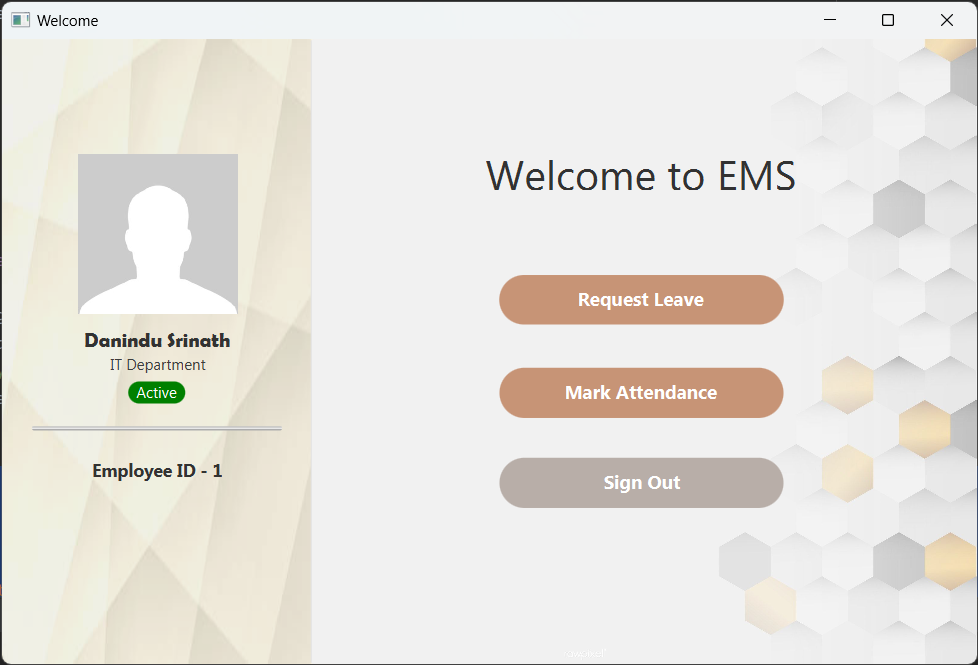 Welcome
Danindu Srinath
IT Department
Active
Employee ID - 1
Welcome to EMS
Request Leave
Mark Attendance
Sign Out